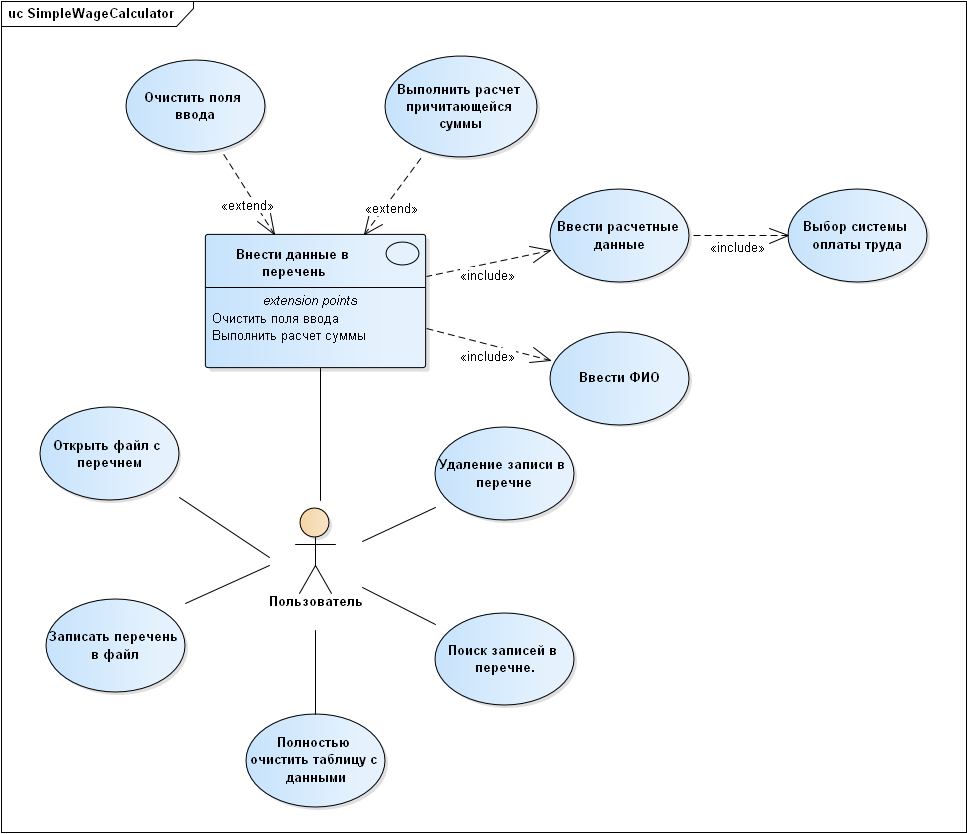 uc SimpleWageCalculator
Очистить поля
ввода
Выполнить расчет
причитающейся
суммы
«extend»
«extend»
Внести данные в
перечень
extension points
Очистить поля ввода
Выполнить расчет суммы
«include»
Ввести расчетные
данные
«include»
Выбор системы
оплаты труда
«include»
Ввести ФИО
Открыть файл с
перечнем
Удаление записи в
перечне
Пользователь
Записать перечень
в файл
Поиск записей в
перечне.
Полностью
очистить таблицу с
данными